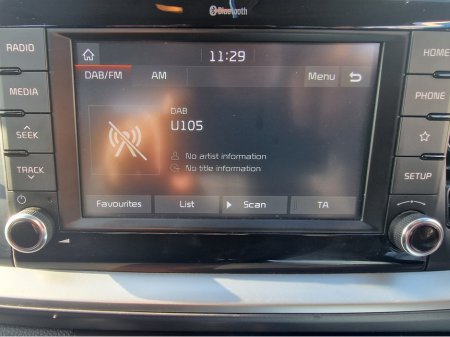 Bluetooth
RADIO
MEDIA
SEEK
TRACK
11:29
DAB/FM AM Menu
DAB
U105
No artist information
No title information
Favourites List Scan TA
HOME
PHONE
SETUP